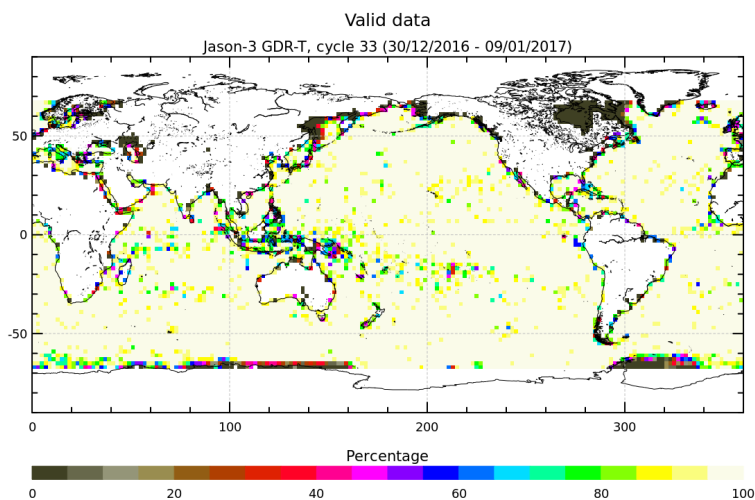 Valid data
Jason-3 GDR-T, cycle 33 (30/12/2016 - 09/01/2017)
50
0
-50
0 100 200 300
Percentage
0 20 40 60 80 100